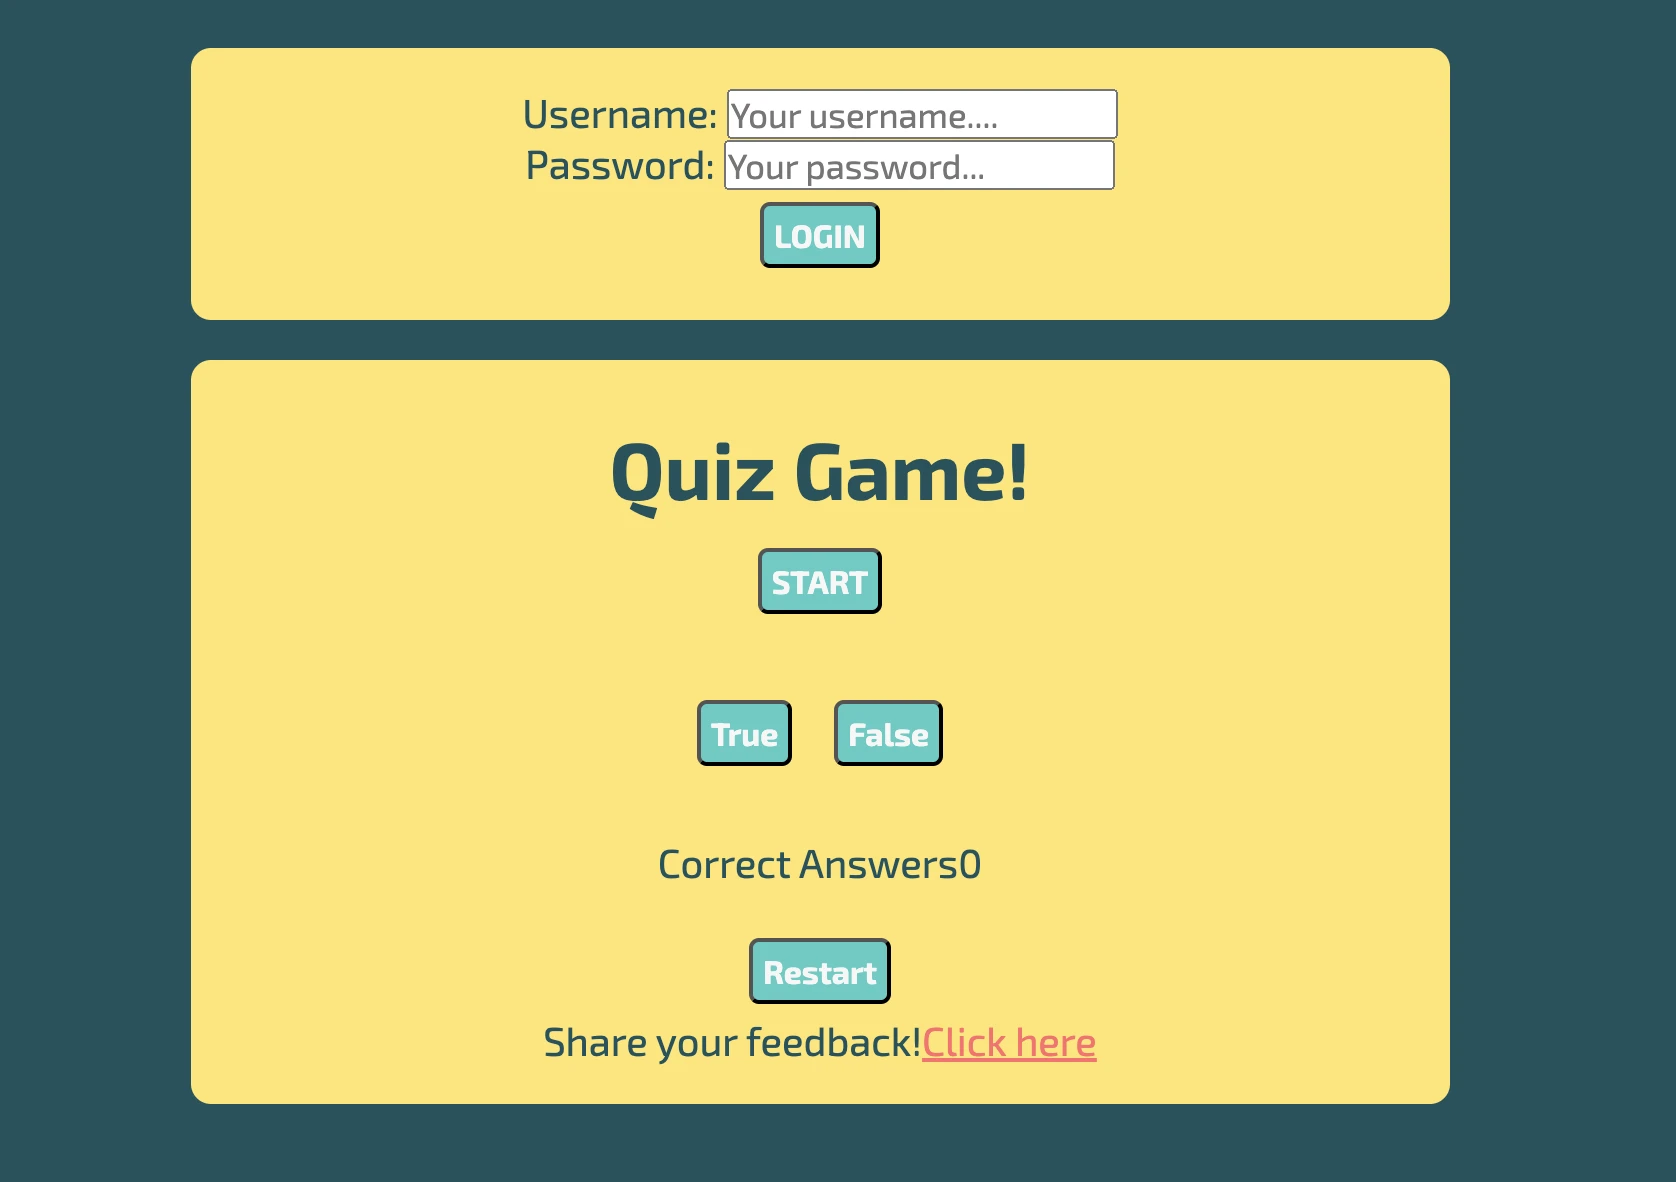 Username: Your username....
Password: Your password...
LOGIN
Quiz Game!
START
True False
Correct Answers0
Restart
Share your feedback!Click here